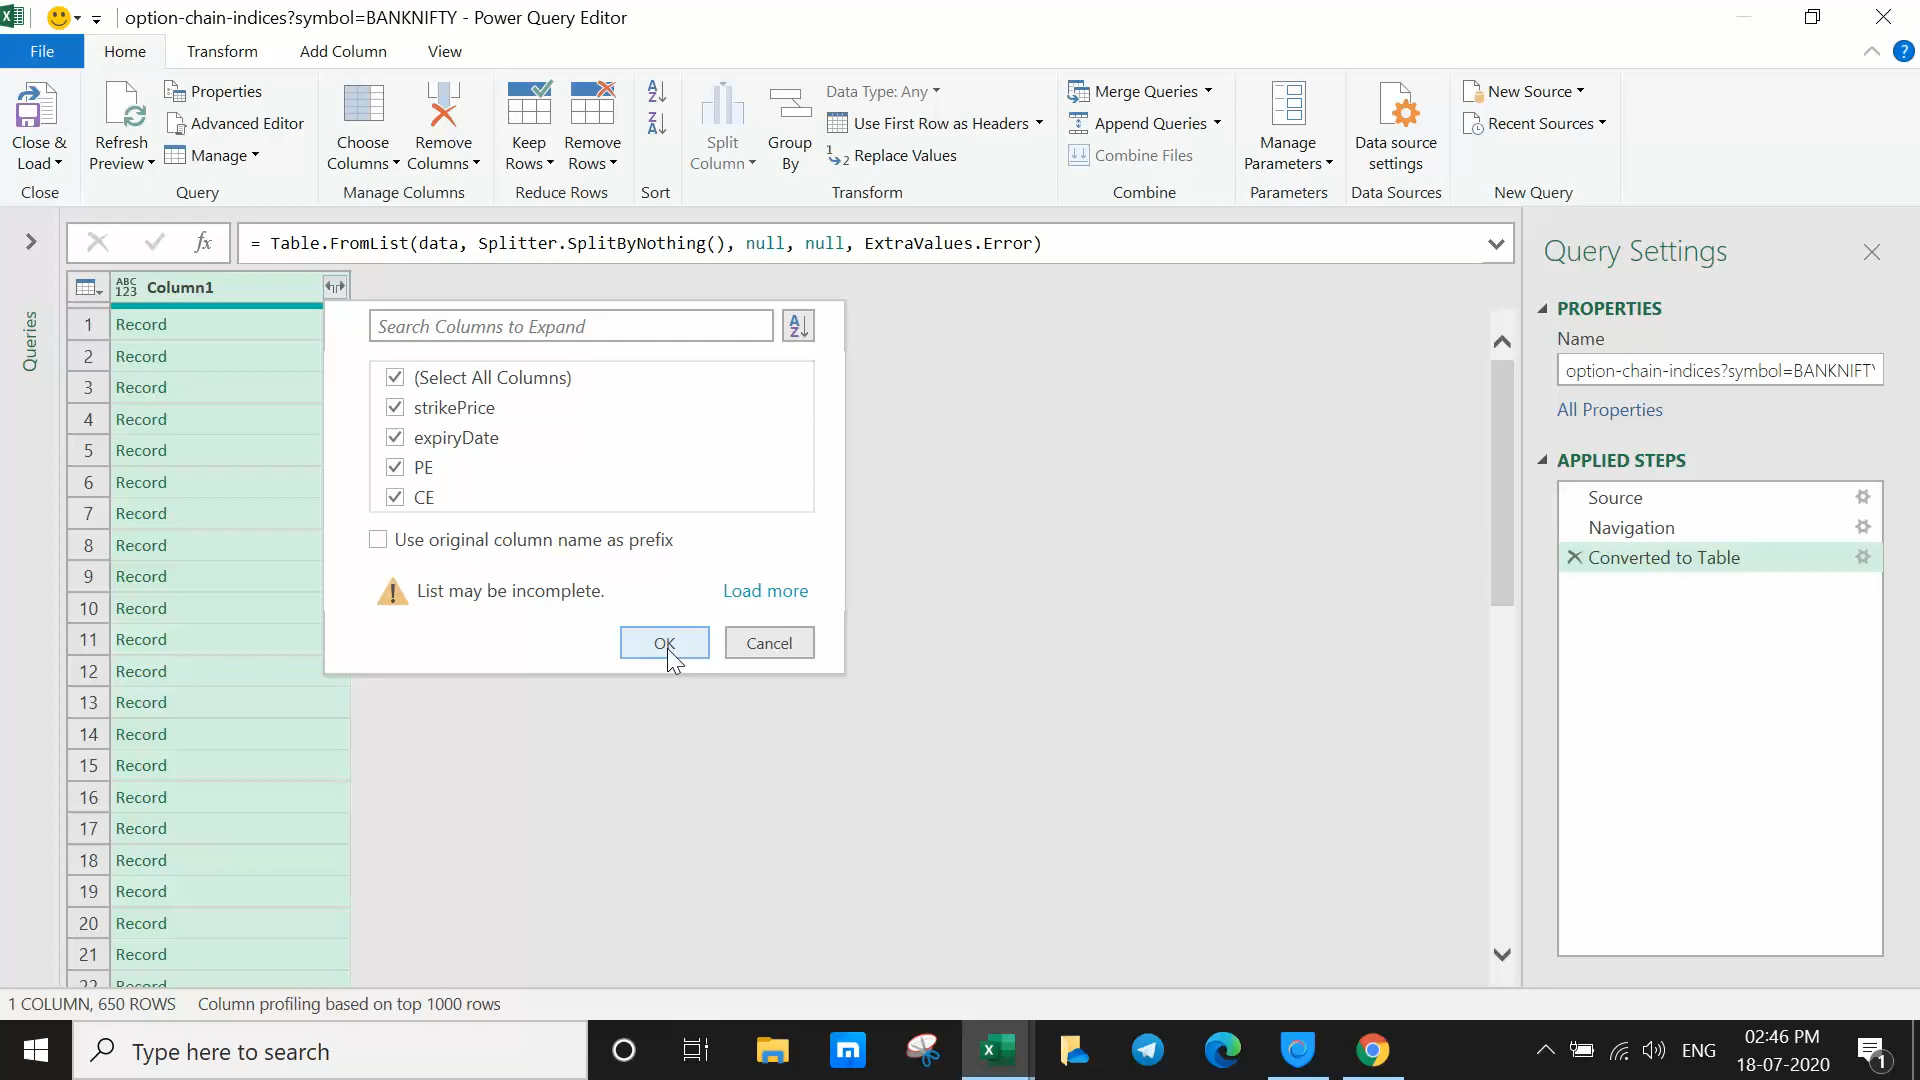 option-chain-indices?symbol=BANKNIFTY - Power Query Editor
File
Home
Transform
Add Column
View
?
Close & Load
Refresh Preview
Properties
Advanced Editor
Manage
Choose Columns
Remove Columns
Keep Rows
Remove Rows
A
Z
Z
A
Split Column
Group By
Data Type: Any
Use First Row as Headers
1
2
Replace Values
Merge Queries
Append Queries
Combine Files
Manage Parameters
Data source settings
New Source
Recent Sources
Close
Query
Manage Columns
Reduce Rows
Sort
Transform
Combine
Parameters
Data Sources
New Query
fx
= Table.FromList(data, Splitter.SplitByNothing(), null, null, ExtraValues.Error)
Queries
ABC
123
Column1
1 Record
2 Record
3 Record
4 Record
5 Record
6 Record
7 Record
8 Record
9 Record
10 Record
11 Record
12 Record
13 Record
14 Record
15 Record
16 Record
17 Record
18 Record
19 Record
20 Record
21 Record
22 Record
Search Columns to Expand
A
Z
(Select All Columns)
strikePrice
expiryDate
PE
CE
Use original column name as prefix
List may be incomplete.
Load more
OK
Cancel
Query Settings
PROPERTIES
Name
option-chain-indices?symbol=BANKNIFTY
All Properties
APPLIED STEPS
Source
Navigation
Converted to Table
1 COLUMN, 650 ROWS
Column profiling based on top 1000 rows
Type here to search
ENG
02:46 PM
18-07-2020
1